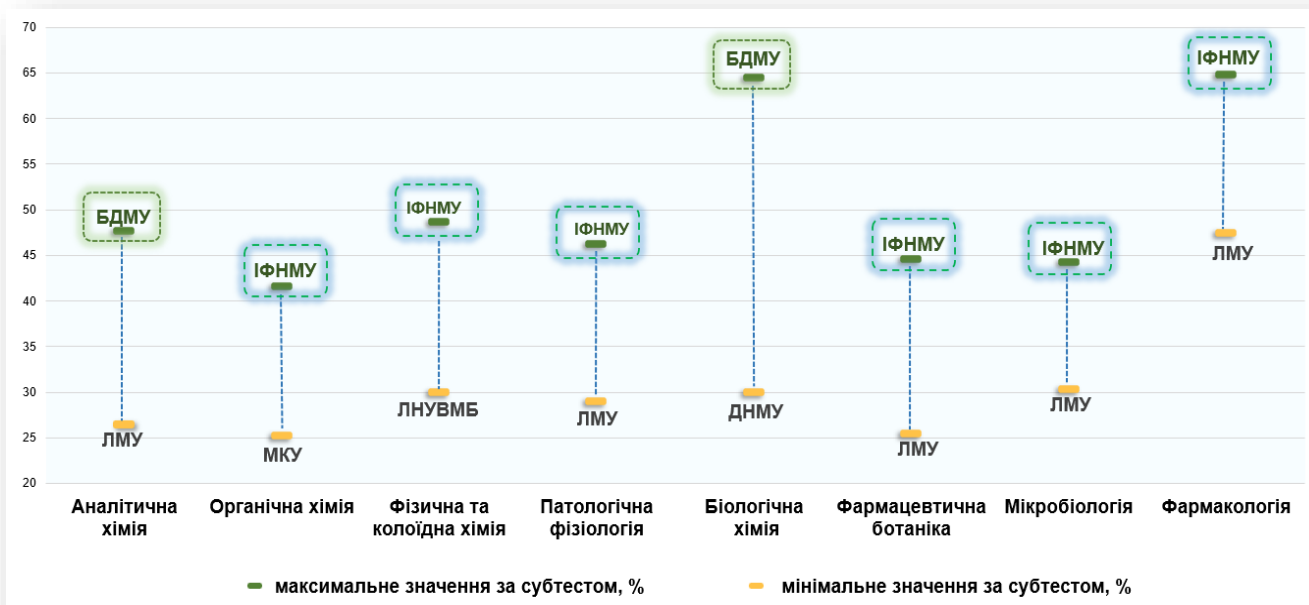 70
65
60
55
50
45
40
35
30
25
20
БДМУ
ЛМУ
ІФНМУ
МКУ
ІФНМУ
ЛНУВМБ
ІФНМУ
ЛМУ
БДМУ
ДНМУ
ІФНМУ
ЛМУ
ІФНМУ
ЛМУ
ІФНМУ
ЛМУ
Аналітична
хімія
Органічна хімія
Фізична та
колоїдна хімія
Патологічна
фізіологія
Біологічна
хімія
Фармацевтична
ботаніка
Мікробіологія
Фармакологія
максимальне значення за субтестом, %
мінімальне значення за субтестом, %